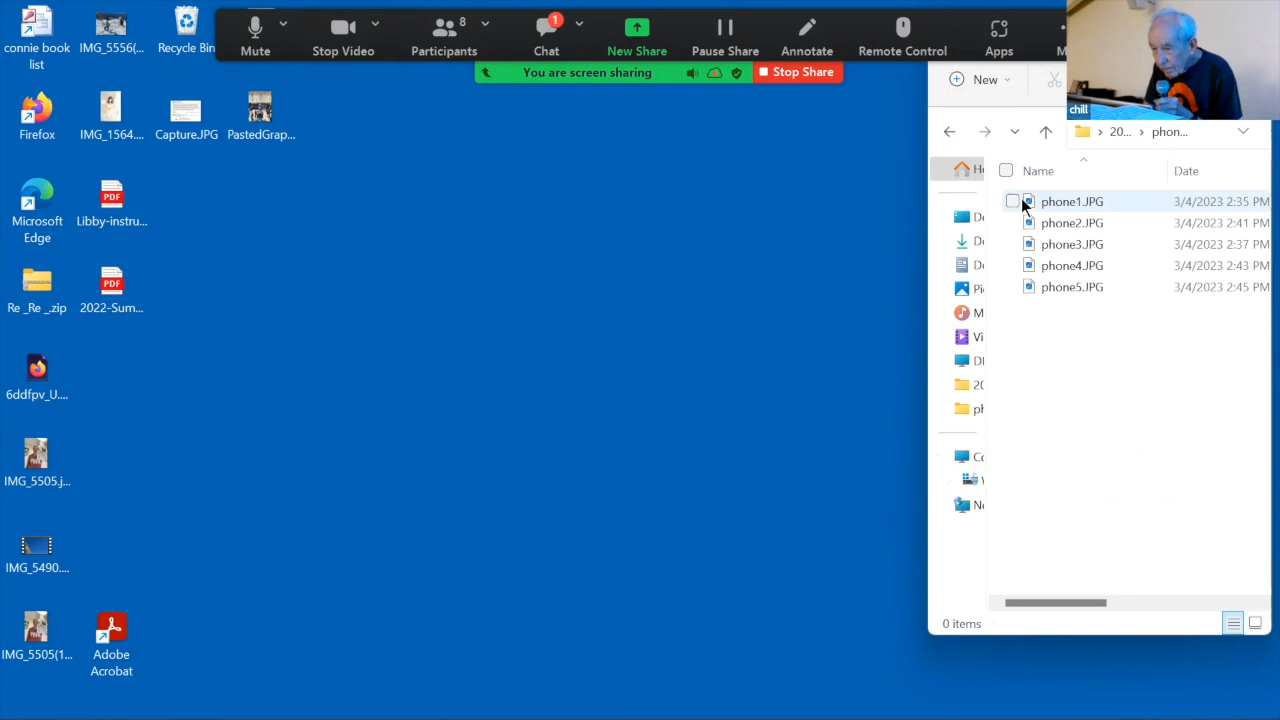 Mute
Stop Video
Participants
8
Chat
1
New Share
Pause Share
Annotate
Remote Control
Apps
You are screen sharing
Stop Share
chill
connie book
list
IMG_5556(...
Recycle Bin
Firefox
IMG_1564....
Capture.JPG
PastedGrap...
Microsoft
Edge
PDF
Libby-instru...
Re _Re _.zip
PDF
2022-Sum...
6ddfpv_U....
IMG_5505.j...
IMG_5490....
IMG_5505(1...
Adobe
Acrobat
New
20...
phon...
Name
Date
phone1.JPG
3/4/2023 2:35 PM
phone2.JPG
3/4/2023 2:41 PM
phone3.JPG
3/4/2023 2:37 PM
phone4.JPG
3/4/2023 2:43 PM
phone5.JPG
3/4/2023 2:45 PM
0 items